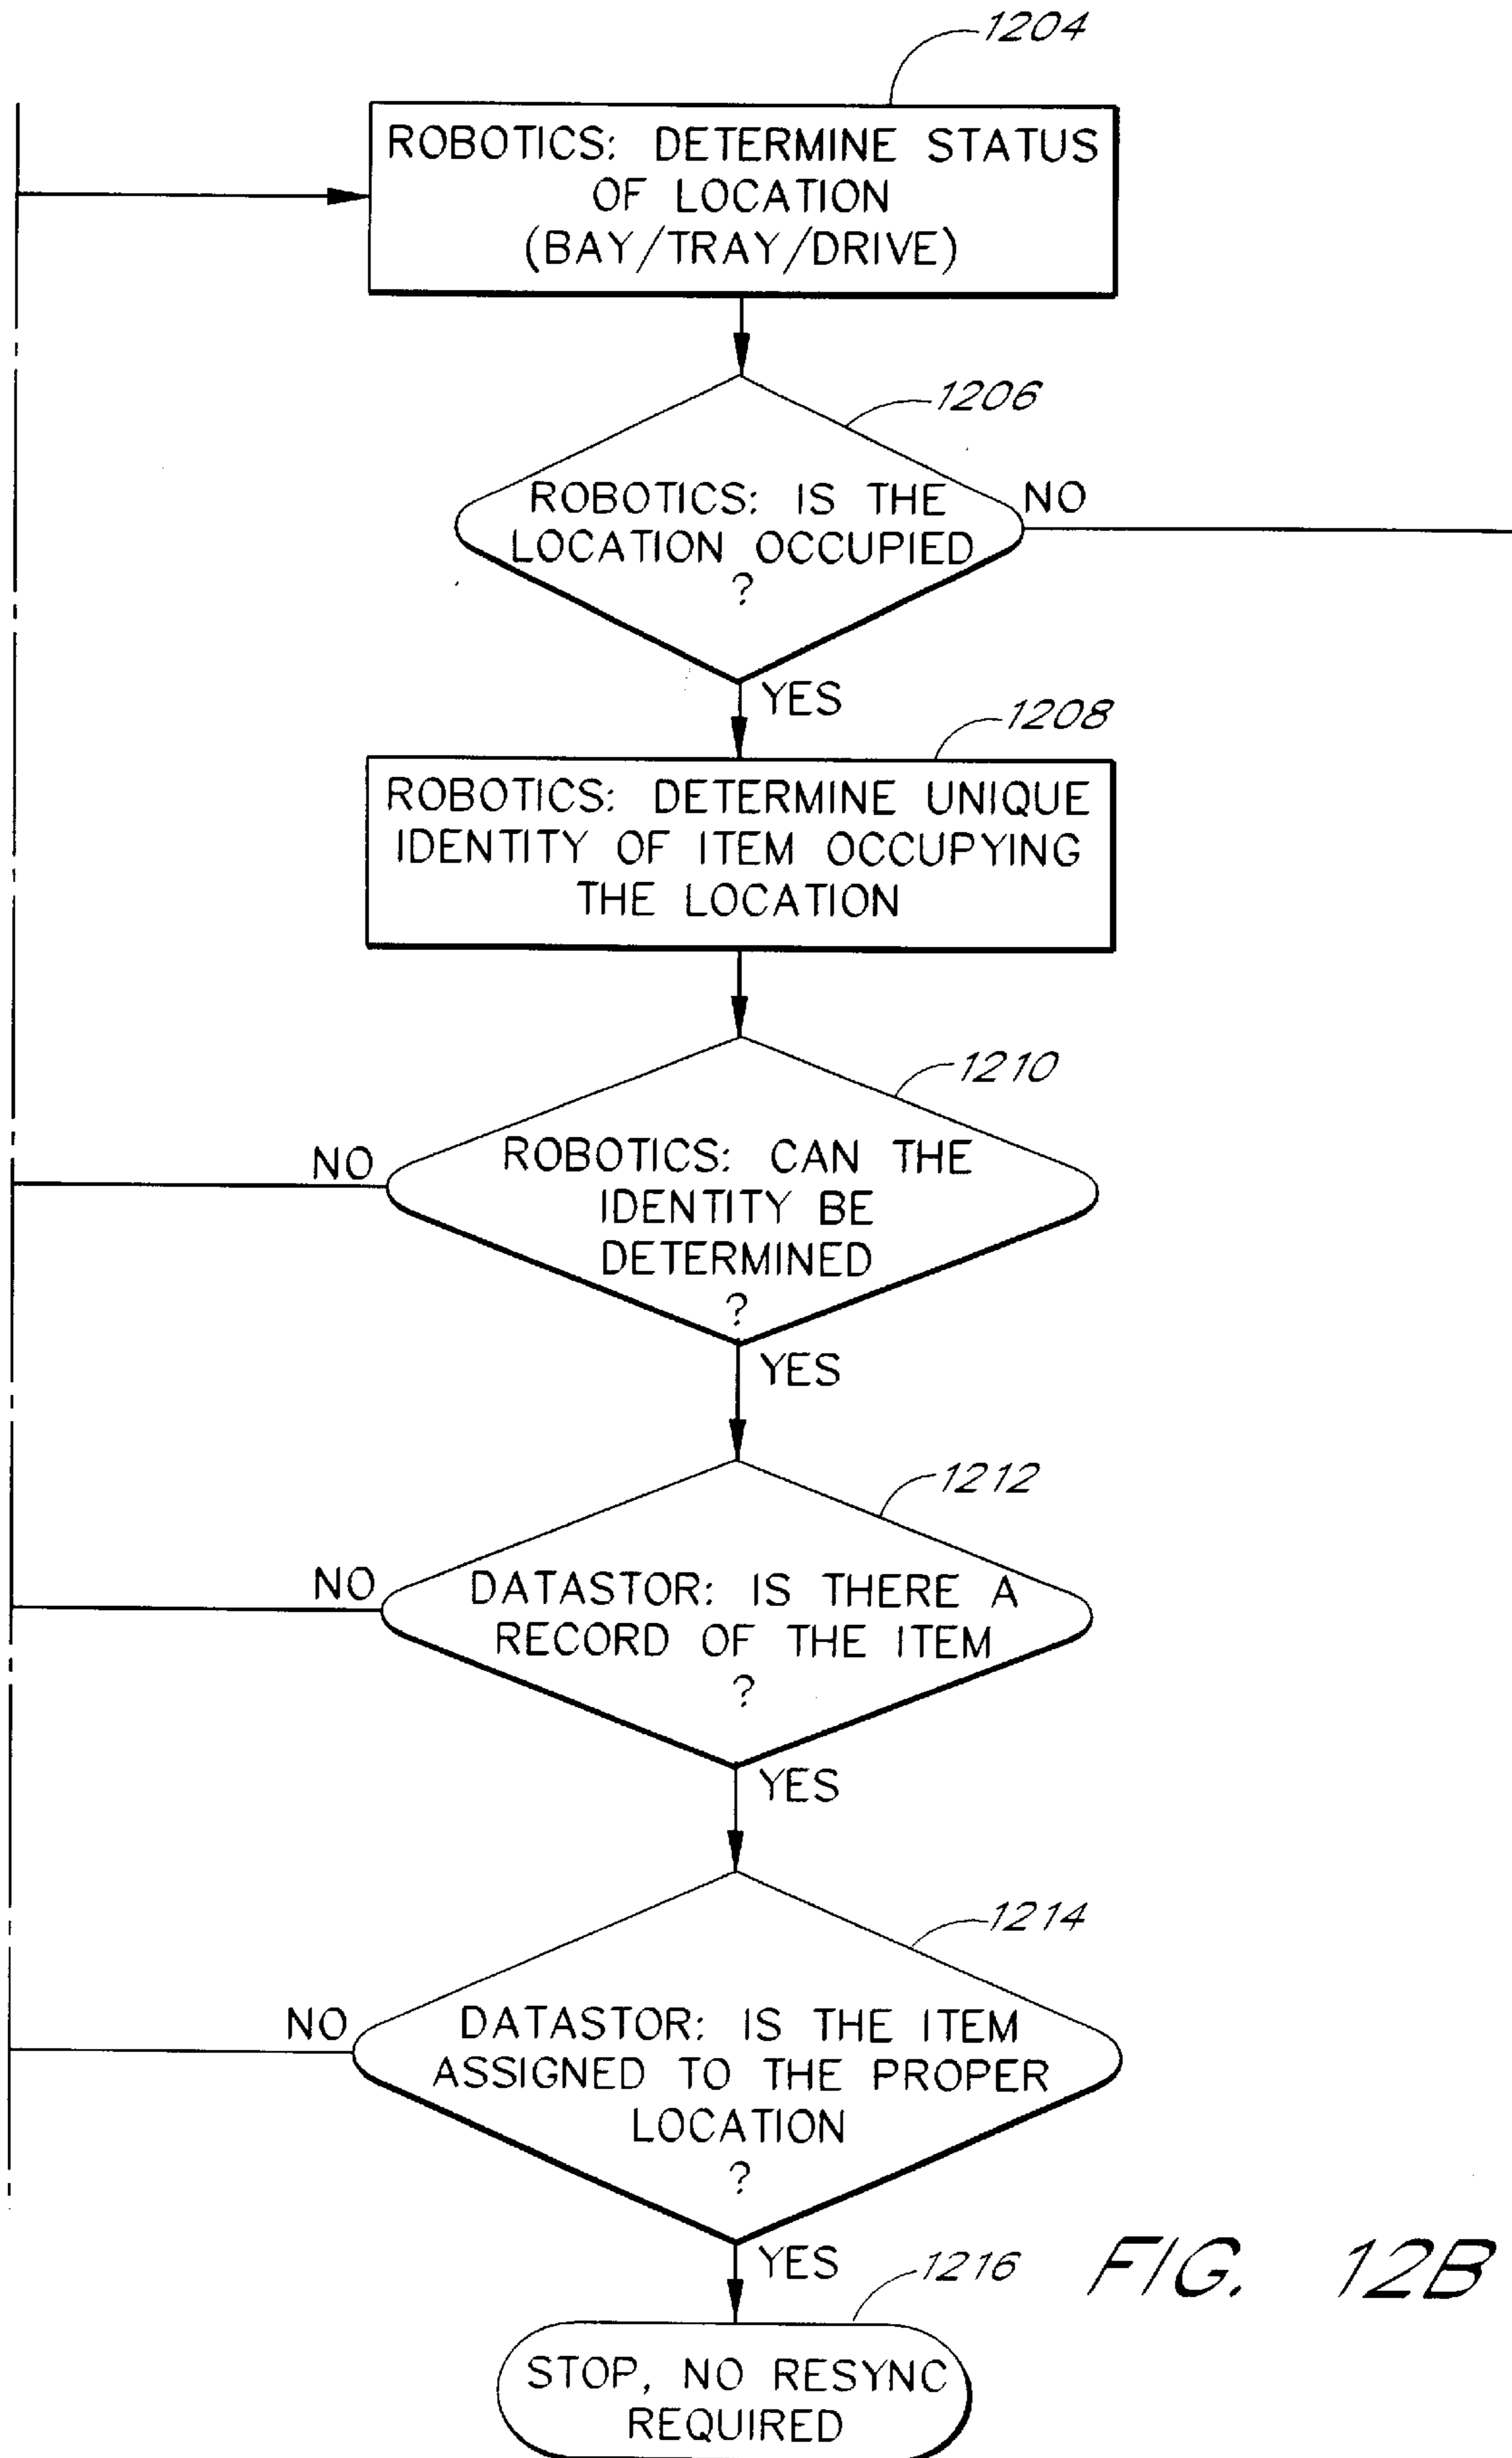 1204
ROBOTICS: DETERMINE STATUS
OF LOCATION
(BAY/TRAY/DRIVE)
1206
ROBOTICS: IS THE
LOCATION OCCUPIED
?
NO
YES
1208
ROBOTICS: DETERMINE UNIQUE
IDENTITY OF ITEM OCCUPYING
THE LOCATION
1210
NO
ROBOTICS: CAN THE
IDENTITY BE
DETERMINED
?
YES
1212
NO
DATASTOR: IS THERE A
RECORD OF THE ITEM
?
YES
1214
NO
DATASTOR: IS THE ITEM
ASSIGNED TO THE PROPER
LOCATION
?
YES
1216
FIG. 12B
STOP, NO RESYNC
REQUIRED